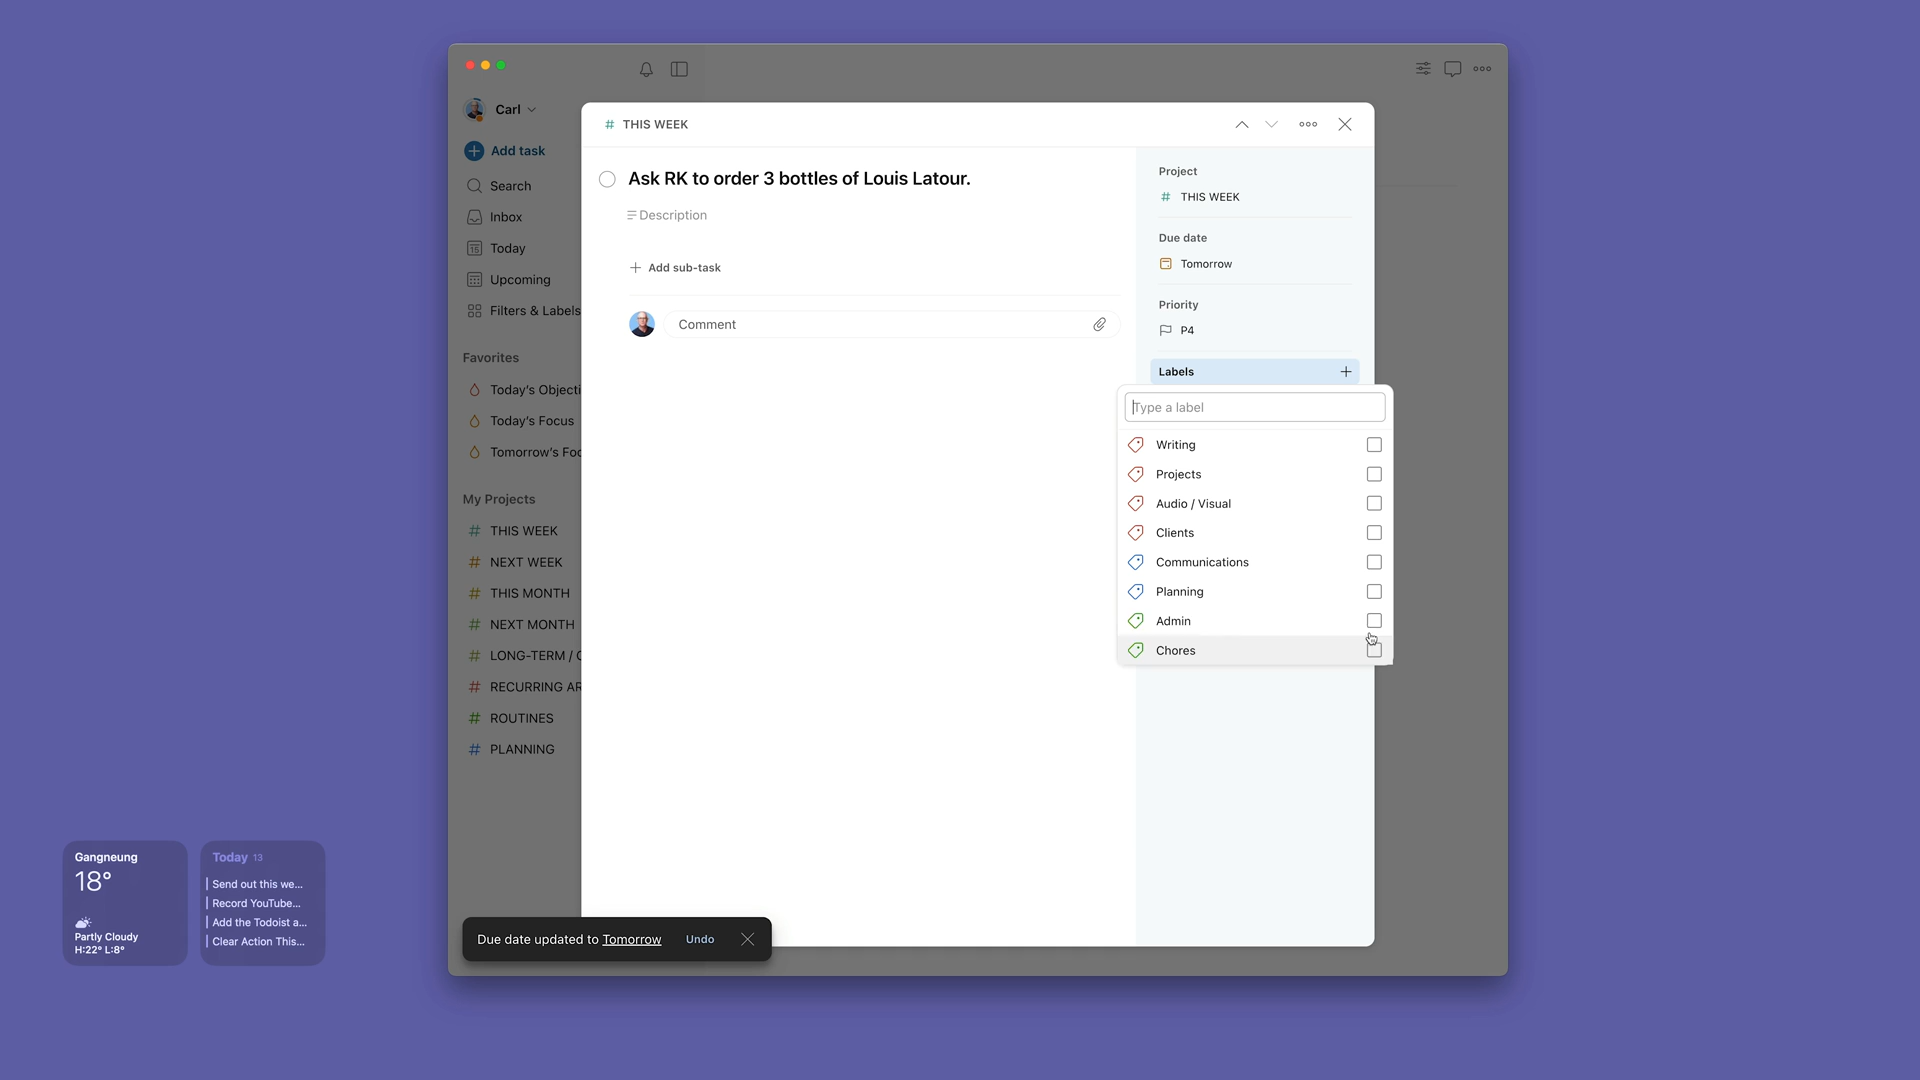 Carl
Add task
Search
Inbox
15
Today
Upcoming
Filters & Labels
Favorites
Today's Objecti
Today's Focus
Tomorrow's Foc
My Projects
# THIS WEEK
# NEXT WEEK
# THIS MONTH
# NEXT MONTH
# LONG-TERM /
# RECURRING AR
# ROUTINES
# PLANNING
# THIS WEEK
Ask RK to order 3 bottles of Louis Latour.
Description
Add sub-task
Comment
Project
# THIS WEEK
Due date
Tomorrow
Priority
P4
Labels
Type a label
Writing
Projects
Audio / Visual
Clients
Communications
Planning
Admin
Chores
Due date updated to Tomorrow Undo
Gangneung
18°
Partly Cloudy
H:22° L:8°
Today 13
Send out this we...
Record YouTube...
Add the Todoist a...
Clear Action This...